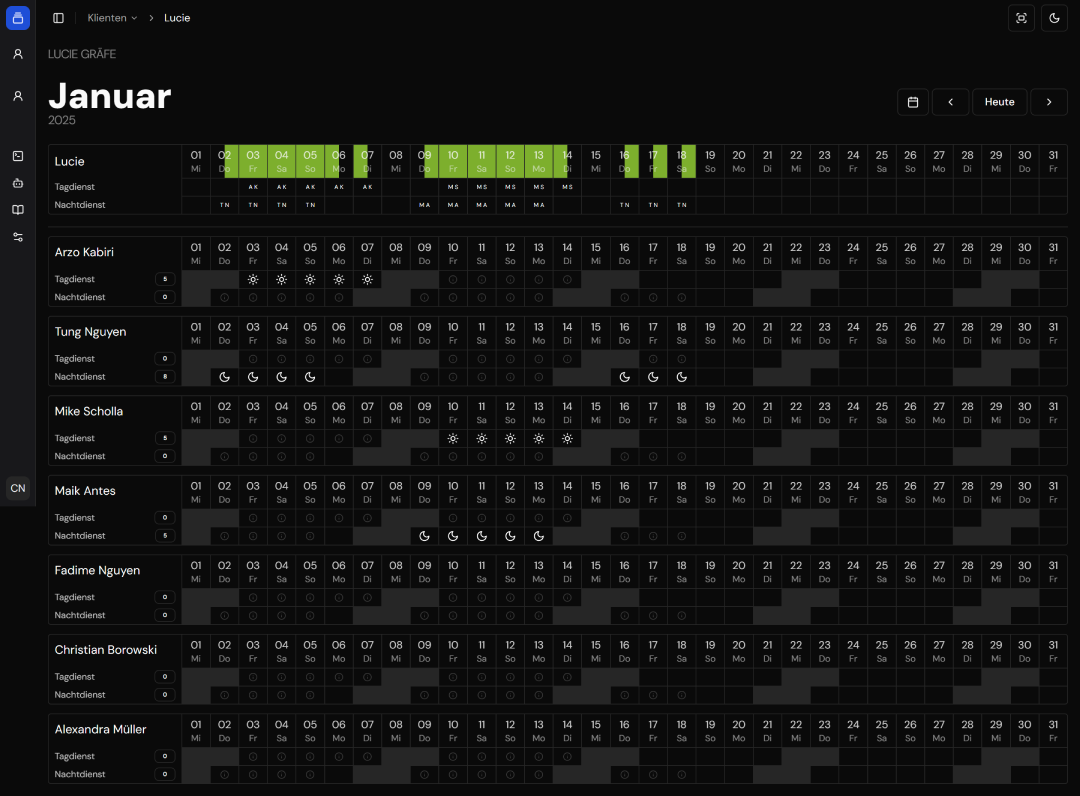 Klienten Lucie
LUCIE GRÄFE
Januar
2025
Heute
Lucie 01 02 03 04 05 06 07 08 09 10 11 12 13 14 15 16 17 18 19 20 21 22 23 24 25 26 27 28 29 30 31
Mi Do Fr Sa So Mo Di Mi Do Fr Sa So Mo Di Mi Do Fr Sa So Mo Di Mi Do Fr Sa So Mo Di Mi Do Fr
Tagdienst AK AK AK AK AK MS MS MS MS MS
Nachtdienst TN TN TN TN MA MA MA MA MA TN TN TN
Arzo Kabiri 01 02 03 04 05 06 07 08 09 10 11 12 13 14 15 16 17 18 19 20 21 22 23 24 25 26 27 28 29 30 31
Mi Do Fr Sa So Mo Di Mi Do Fr Sa So Mo Di Mi Do Fr Sa So Mo Di Mi Do Fr Sa So Mo Di Mi Do Fr
Tagdienst 5
Nachtdienst 0
Tung Nguyen 01 02 03 04 05 06 07 08 09 10 11 12 13 14 15 16 17 18 19 20 21 22 23 24 25 26 27 28 29 30 31
Mi Do Fr Sa So Mo Di Mi Do Fr Sa So Mo Di Mi Do Fr Sa So Mo Di Mi Do Fr Sa So Mo Di Mi Do Fr
Tagdienst 0
Nachtdienst 8
Mike Scholla 01 02 03 04 05 06 07 08 09 10 11 12 13 14 15 16 17 18 19 20 21 22 23 24 25 26 27 28 29 30 31
Mi Do Fr Sa So Mo Di Mi Do Fr Sa So Mo Di Mi Do Fr Sa So Mo Di Mi Do Fr Sa So Mo Di Mi Do Fr
Tagdienst 5
Nachtdienst 0
CN
Maik Antes 01 02 03 04 05 06 07 08 09 10 11 12 13 14 15 16 17 18 19 20 21 22 23 24 25 26 27 28 29 30 31
Mi Do Fr Sa So Mo Di Mi Do Fr Sa So Mo Di Mi Do Fr Sa So Mo Di Mi Do Fr Sa So Mo Di Mi Do Fr
Tagdienst 0
Nachtdienst 5
Fadime Nguyen 01 02 03 04 05 06 07 08 09 10 11 12 13 14 15 16 17 18 19 20 21 22 23 24 25 26 27 28 29 30 31
Mi Do Fr Sa So Mo Di Mi Do Fr Sa So Mo Di Mi Do Fr Sa So Mo Di Mi Do Fr Sa So Mo Di Mi Do Fr
Tagdienst 0
Nachtdienst 0
Christian Borowski 01 02 03 04 05 06 07 08 09 10 11 12 13 14 15 16 17 18 19 20 21 22 23 24 25 26 27 28 29 30 31
Mi Do Fr Sa So Mo Di Mi Do Fr Sa So Mo Di Mi Do Fr Sa So Mo Di Mi Do Fr Sa So Mo Di Mi Do Fr
Tagdienst 0
Nachtdienst 0
Alexandra Müller 01 02 03 04 05 06 07 08 09 10 11 12 13 14 15 16 17 18 19 20 21 22 23 24 25 26 27 28 29 30 31
Mi Do Fr Sa So Mo Di Mi Do Fr Sa So Mo Di Mi Do Fr Sa So Mo Di Mi Do Fr Sa So Mo Di Mi Do Fr
Tagdienst 0
Nachtdienst 0